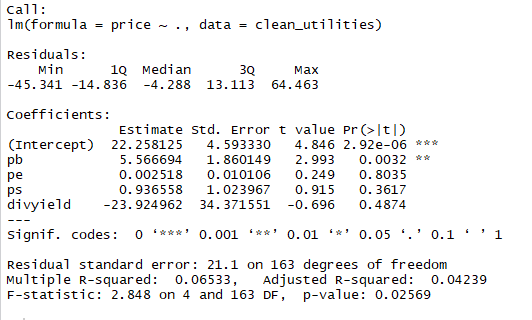 Call:
lm(formula = price ~ ., data = clean_utilities)
Residuals:
    Min      1Q  Median      3Q     Max
-45.341 -14.836  -4.288  13.113  64.463
Coefficients:
              Estimate Std. Error t value Pr(>|t|)
(Intercept)  22.258125   4.593330   4.846 2.92e-06 ***
pb            5.566694   1.860149   2.993   0.0032 **
pe            0.002518   0.010106   0.249   0.8035
ps            0.936558   1.023967   0.915   0.3617
divyield    -23.924962  34.371551  -0.696   0.4874
---
Signif. codes:  0 ‘***’ 0.001 ‘**’ 0.01 ‘*’ 0.05 ‘.’ 0.1 ‘ ’ 1
Residual standard error: 21.1 on 163 degrees of freedom
Multiple R-squared:  0.06533,   Adjusted R-squared:  0.04239
F-statistic: 2.848 on 4 and 163 DF,  p-value: 0.02569